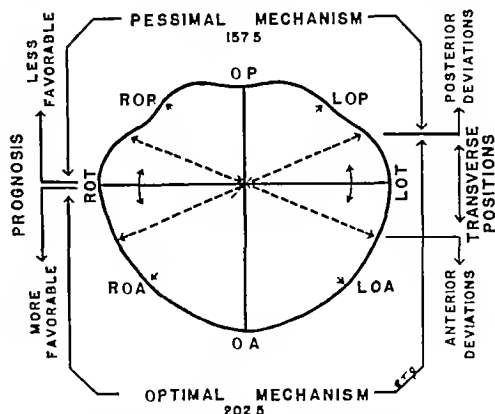 PESSIMAL MECHANISM
157.5
OP
ROP
LOP
ROT
LOT
ROA
LOA
OA
LESS
FAVORABLE
PROGNOSIS
MORE
FAVORABLE
POSTERIOR
DEVIATIONS
TRANSVERSE
POSITIONS
ANTERIOR
DEVIATIONS
OPTIMAL MECHANISM
202.5